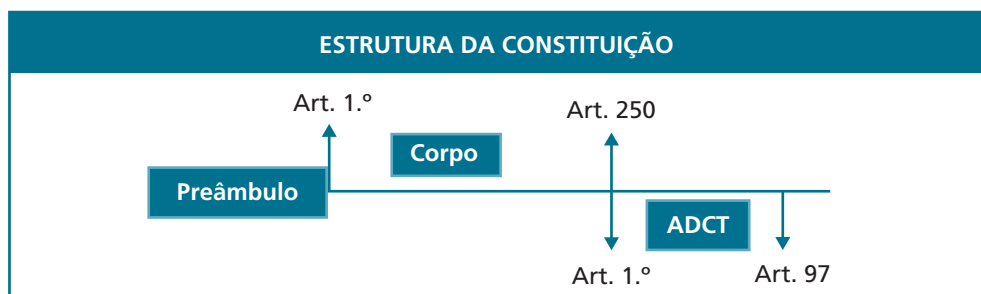 ESTRUTURA DA CONSTITUIÇÃO
Art. 1.º
Art. 250
Corpo
Preâmbulo
ADCT
Art. 1.º
Art. 97